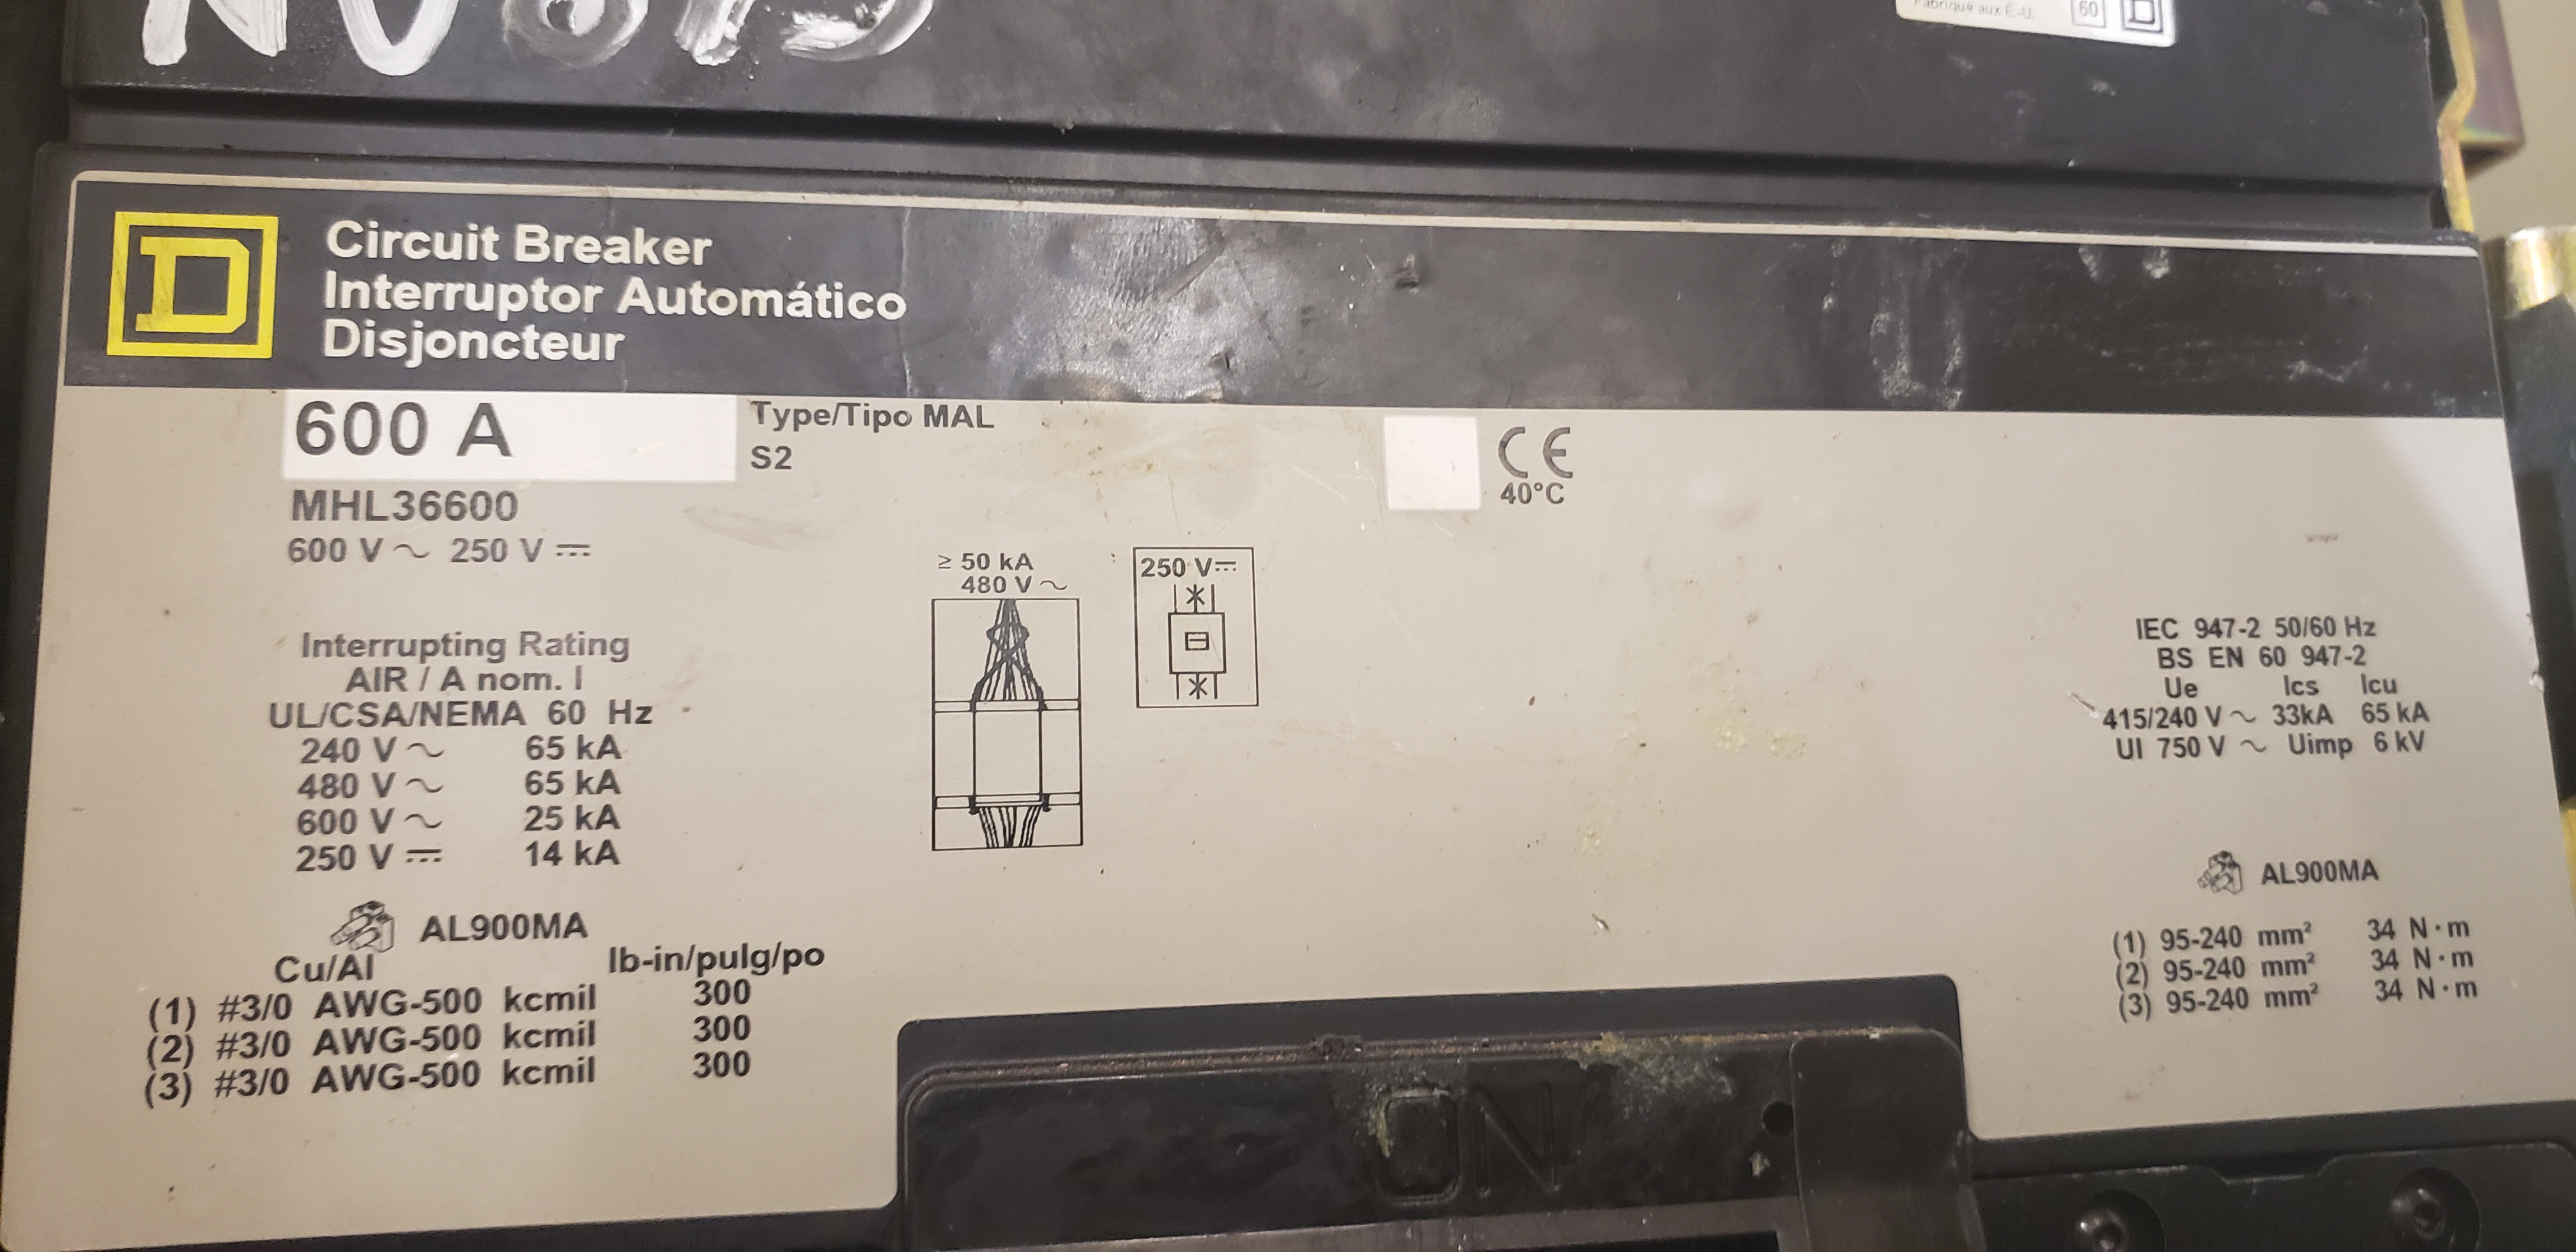 Fabriqué aux É.-U.
60
D
Circuit Breaker
Interruptor Automático
Disjoncteur
600 A
Type/Tipo MAL
S2
CE
40°C
MHL36600
600 V ~ 250 V ⎓
≥ 50 kA
480 V ~
250 V ⎓
Interrupting Rating
AIR / A nom. I
UL/CSA/NEMA 60 Hz
240 V ~ 65 kA
480 V ~ 65 kA
600 V ~ 25 kA
250 V ⎓ 14 kA
AL900MA
Cu/Al lb-in/pulg/po
(1) #3/0 AWG-500 kcmil 300
(2) #3/0 AWG-500 kcmil 300
(3) #3/0 AWG-500 kcmil 300
IEC 947-2 50/60 Hz
BS EN 60 947-2
Ue Ics Icu
415/240 V ~ 33kA 65 kA
UI 750 V ~ Uimp 6 kV
AL900MA
(1) 95-240 mm² 34 N·m
(2) 95-240 mm² 34 N·m
(3) 95-240 mm² 34 N·m
ON